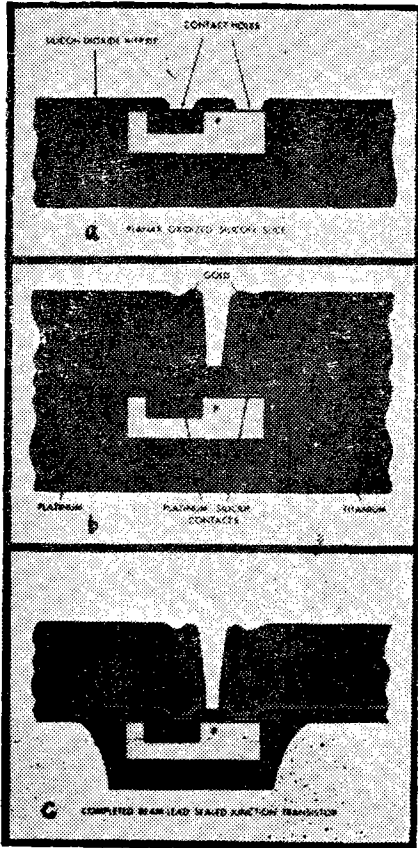 CONTACT HOLES
SILICON DIOXIDE NITRIDE
P
a PLANAR OXIDIZED SILICON SLICE
GOLD
P
PLATINUM PLATINUM SILICIDE TITANIUM
CONTACTS
b
P
C COMPLETED BEAM-LEAD SEALED JUNCTION TRANSISTOR